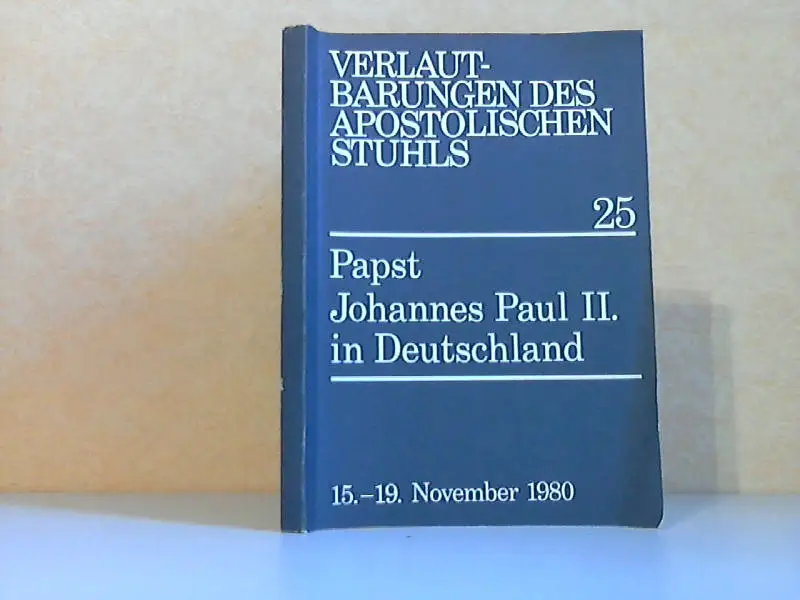 VERLAUT-
BARUNGEN DES
APOSTOLISCHEN
STUHLS
25
Papst
Johannes Paul II.
in Deutschland
15.–19. November 1980